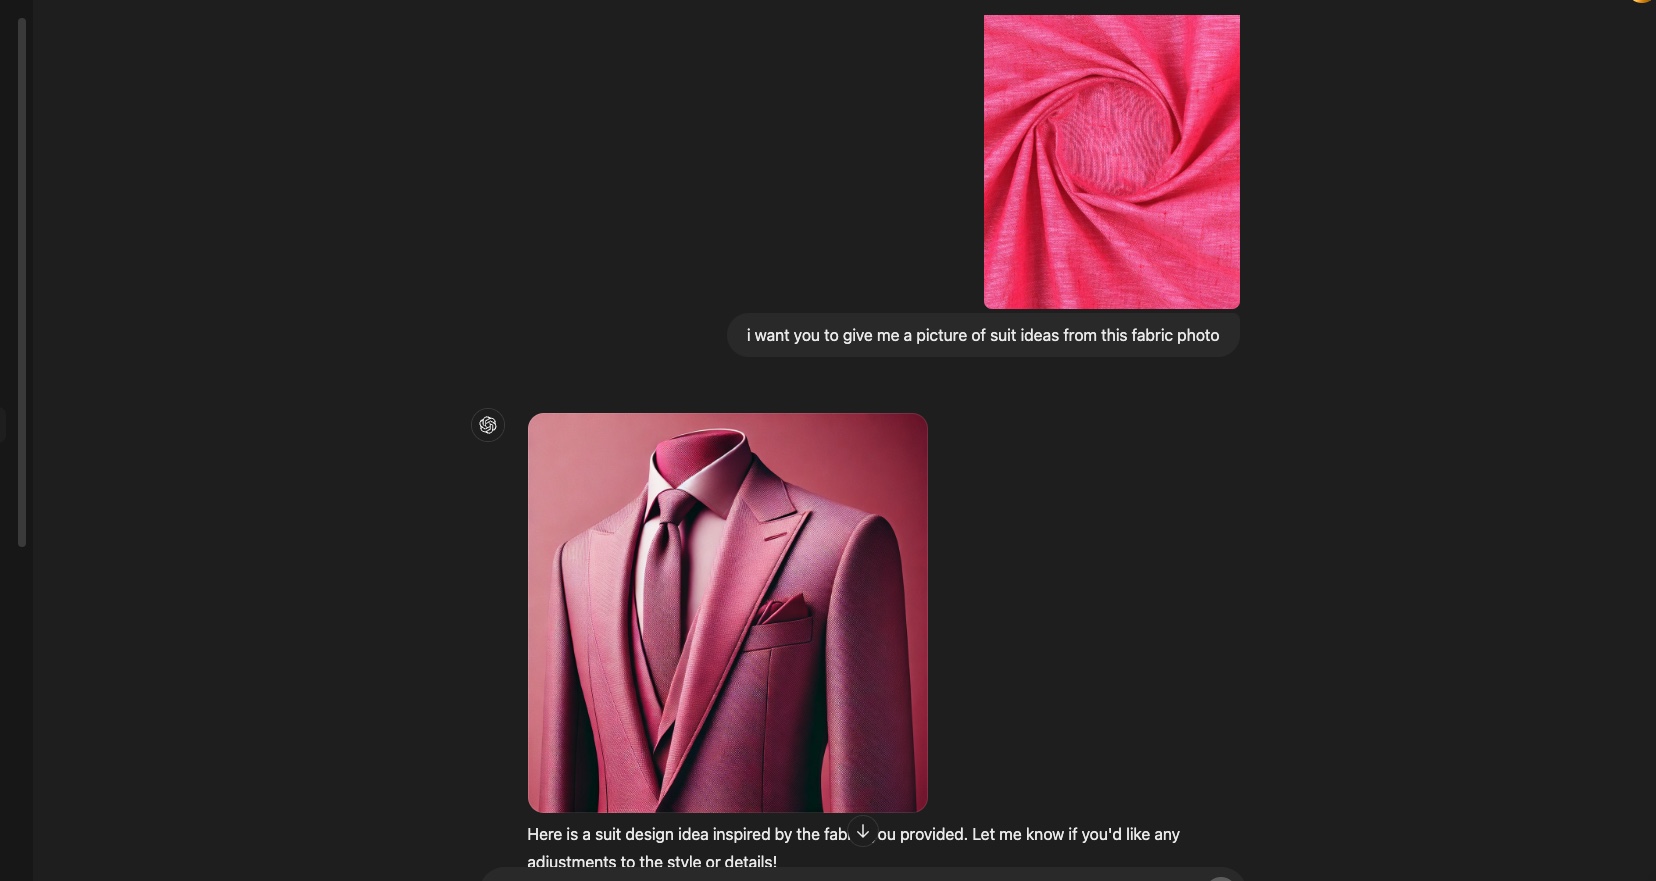 i want you to give me a picture of suit ideas from this fabric photo
Here is a suit design idea inspired by the fab ou provided. Let me know if you'd like any
adjustments to the style or details!